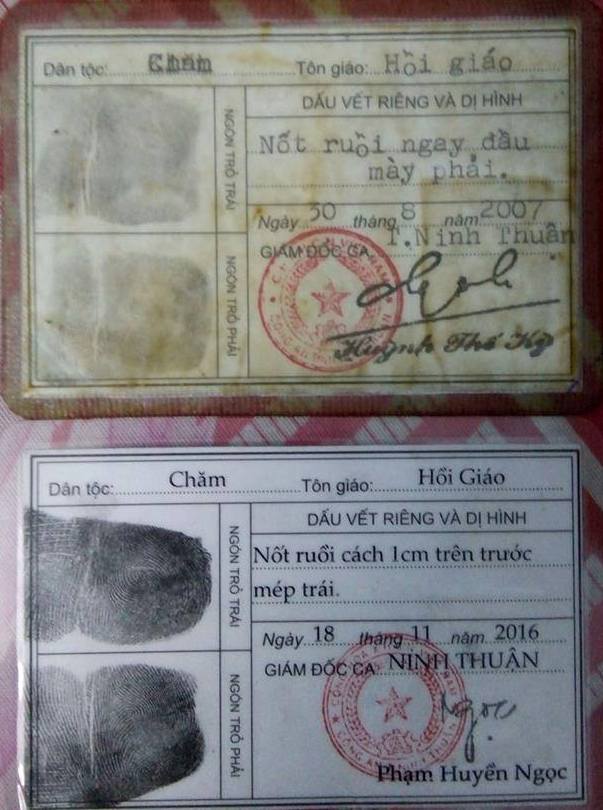 Dân tộc: Chăm Tôn giáo: Hồi giáo
DẤU VẾT RIÊNG VÀ DỊ HÌNH
NGÓN TRỎ TRÁI
Nốt ruồi ngay đầu
mày phải.
Ngày 30 tháng 8 năm 2007
GIÁM ĐỐC CA T.Ninh Thuận
NGÓN TRỎ PHẢI
Huỳnh Thế Kỳ
Dân tộc: Chăm Tôn giáo: Hồi Giáo
DẤU VẾT RIÊNG VÀ DỊ HÌNH
NGÓN TRỎ TRÁI
Nốt ruồi cách 1cm trên trước
mép trái.
Ngày 18 tháng 11 năm 2016
GIÁM ĐỐC CA NINH THUẬN
NGÓN TRỎ PHẢI
Ngọc
Phạm Huyền Ngọc